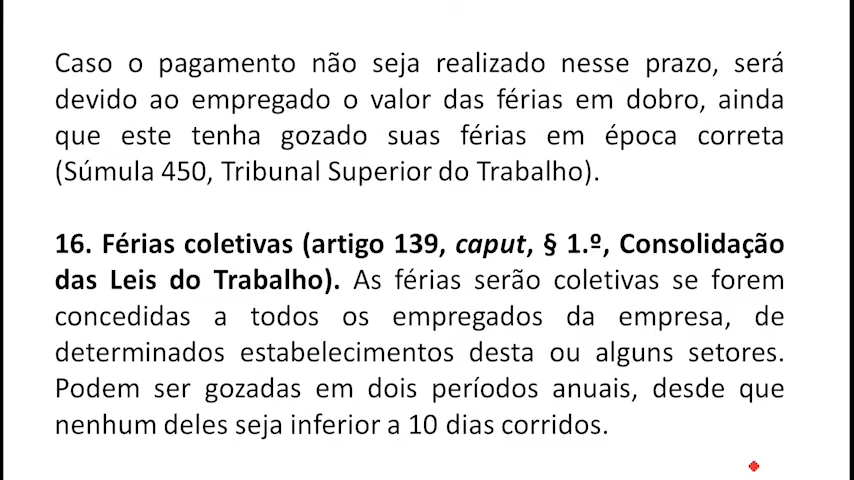 Caso o pagamento não seja realizado nesse prazo, será
devido ao empregado o valor das férias em dobro, ainda
que este tenha gozado suas férias em época correta
(Súmula 450, Tribunal Superior do Trabalho).
16. Férias coletivas (artigo 139, caput, § 1.º, Consolidação
das Leis do Trabalho). As férias serão coletivas se forem
concedidas a todos os empregados da empresa, de
determinados estabelecimentos desta ou alguns setores.
Podem ser gozadas em dois períodos anuais, desde que
nenhum deles seja inferior a 10 dias corridos.